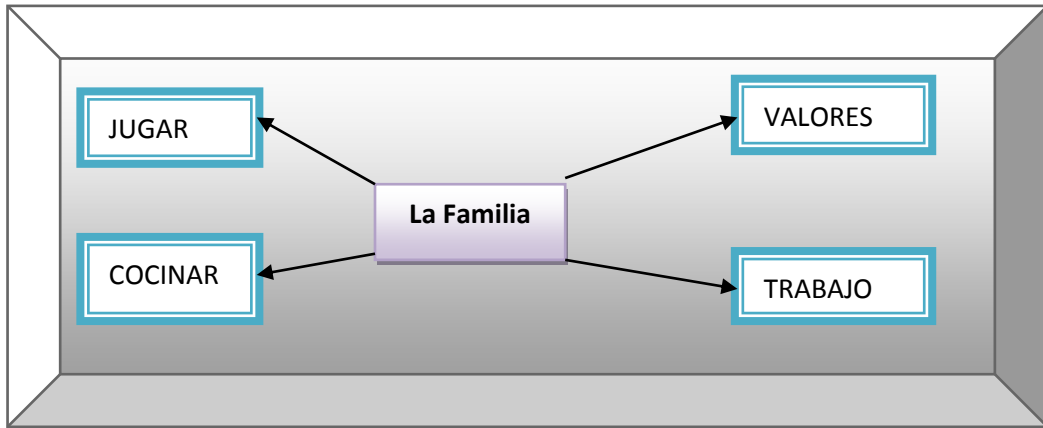 JUGAR
VALORES
La Familia
COCINAR
TRABAJO